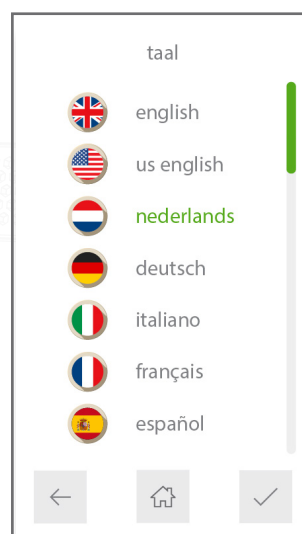 taal
english
us english
nederlands
deutsch
italiano
français
español